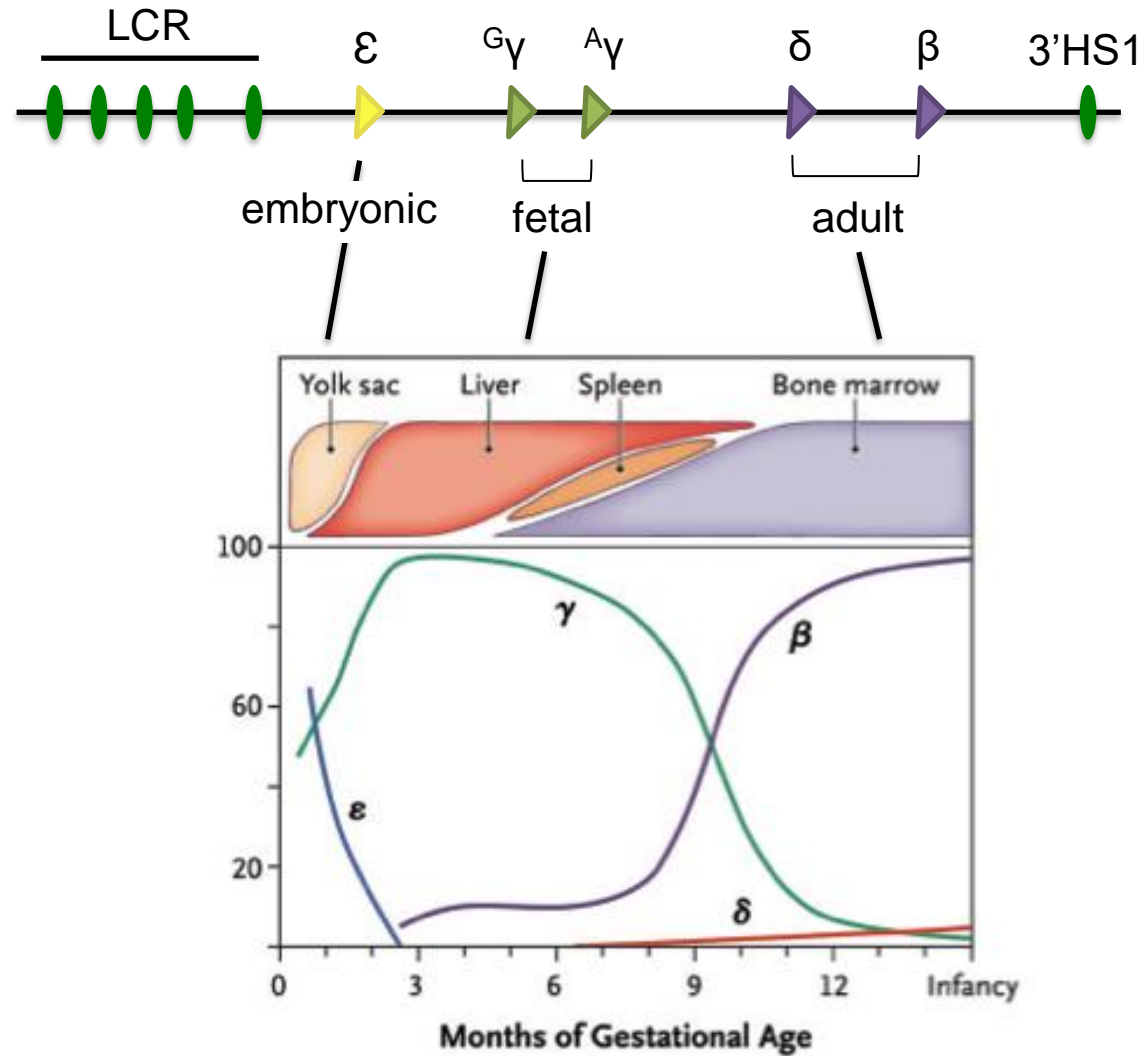 LCR
ε Gγ Aγ δ β 3’HS1
embryonic fetal adult
Yolk sac Liver Spleen Bone marrow
100
γ
β
60
ε
20
δ
0 3 6 9 12 Infancy
Months of Gestational Age